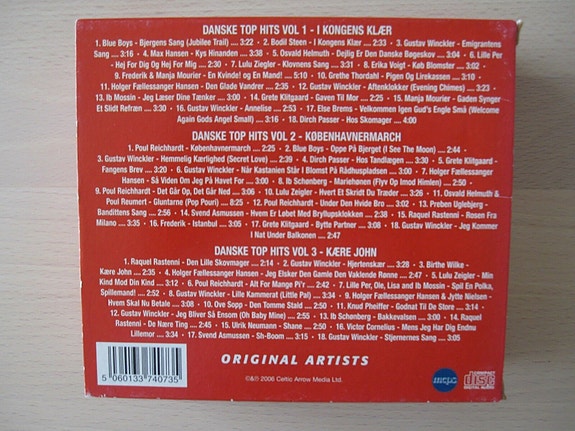 DANSKE TOP HITS VOL 1 - I KONGENS KLÆR
1. Blue Boys - Bjergens Sang (Jubilee Trail) .... 3:22 · 2. Bodil Steen - I Kongens Klær .... 2:33 · 3. Gustav Winckler - Emigrantens
Sang .... 3:16 · 4. Max Hansen - Kys Hinanden .... 3:38 · 5. Osvald Helmuth - Dejlig Er Den Danske Bøgeskov .... 3:04 · 6. Lille Per
- Hej For Dig Og Hej For Mig .... 2:30 · 7. Lulu Ziegler - Klovnens Sang .... 3:31 · 8. Erika Voigt - Køb Blomster .... 3:02 ·
9. Frederik & Manja Mourier - En Kvinde! og En Mand! .... 5:10 · 10. Grethe Thordahl - Pigen Og Lirekassen .... 3:10 ·
11. Holger Fællessanger Hansen - Den Glade Vandrer .... 2:35 · 12. Gustav Winckler - Aftenklokker (Evening Chimes) .... 3:23 ·
13. Ib Mossin - Jeg Læser Dine Tanker .... 3:00 · 14. Grete Klitgaard - Gaven Til Mor .... 2:25 · 15. Manja Mourier - Gaden Synger
Et Slidt Refræn .... 3:30 · 16. Gustav Winckler - Annelise .... 2:53 · 17. Else Brems - Velkommen Igen Gud's Engle Små (Welcome
Again Gods Angel Small) .... 3:16 · 18. Dirch Passer - Hos Skomager .... 4:00
DANSKE TOP HITS VOL 2 - KØBENHAVNERMARCH
1. Poul Reichhardt - Københavnermarch .... 2:25 · 2. Blue Boys - Oppe På Bjerget (I See The Moon) .... 2:44 ·
3. Gustav Winckler - Hemmelig Kærlighed (Secret Love) .... 2:39 · 4. Dirch Passer - Hos Tandlægen .... 3:30 · 5. Grete Klitgaard -
Fangens Brev .... 3:20 · 6. Gustav Winckler - Når Kastanien Står I Blomst På Rådhuspladsen .... 3:00 · 7. Holger Fællessanger
Hansen - Så Viden Om Jeg På Havet For .... 3:00 · 8. Ib Schønberg - Mariehønen (Flyv Op Imod Himlen) .... 2:50 ·
9. Poul Reichhardt - Det Går Op, Det Går Ned .... 3:06 · 10. Lulu Zeigler - Hvert Et Skridt Du Træder .... 3:26 · 11. Osvald Helmuth &
Poul Reumert - Gluntarne (Pop Pouri) .... 8:25 · 12. Poul Reichhardt - Under Den Hvide Bro .... 3:02 · 13. Preben Uglebjerg -
Bandittens Sang .... 2:56 · 14. Svend Asmussen - Hvem Er Løbet Med Bryllupsklokken .... 2:38 · 15. Raquel Rastenni - Rosen Fra
Milano .... 3:35 · 16. Frederik - Istanbul .... 3:05 · 17. Grete Klitgaard - Bytte Partner .... 3:08 · 18. Gustav Winckler - Jeg Kommer
I Nat Under Balkonen .... 2:47
DANSKE TOP HITS VOL 3 - KÆRE JOHN
1. Raquel Rastenni - Den Lille Skovmager .... 2:14 · 2. Gustav Winckler - Hjertenskær .... 2:28 · 3. Birthe Wilke -
Kære John .... 2:35 · 4. Holger Fællessanger Hansen - Jeg Elsker Den Gamle Den Vaklende Rønne .... 2:47 · 5. Lulu Zeigler - Min
Kind Mod Din Kind .... 3:12 · 6. Poul Reichhardt - Alt For Mange Pi'r .... 2:42 · 7. Lille Per, Ole, Lisa and Ib Mossin - Spil En Polka,
Spillemand! .... 2:52 · 8. Gustav Winckler - Lille Kammerat (Little Pal) .... 3:34 · 9. Holger Fællessanger Hansen & Jytte Nielsen -
Hvem Skal Nu Betale .... 3:08 · 10. Ove Sopp - Den Tomme Stald .... 2:50 · 11. Knud Pheiffer - Godnat Til De Store .... 3:14 ·
12. Gustav Winckler - Jeg Bliver Så Ensom (Oh Baby Mine) .... 2:55 · 13. Ib Schonberg - Bakkevalsen .... 3:00 · 14. Raquel
Rastenni - De Nære Ting .... 2:45 · 15. Ulrik Neumann - Shane .... 2:50 · 16. Victor Cornelius - Mens Jeg Har Dig Endnu
Lillemor .... 3:34 · 17. Svend Asmussen - Sh-Boom .... 3:15 · 18. Gustav Winckler - Stjernernes Sang .... 3:05
ORIGINAL ARTISTS
5 060133 740735
©&℗ 2006 Celtic Arrow Media Ltd.
mcps
COMPACT
disc
DIGITAL AUDIO